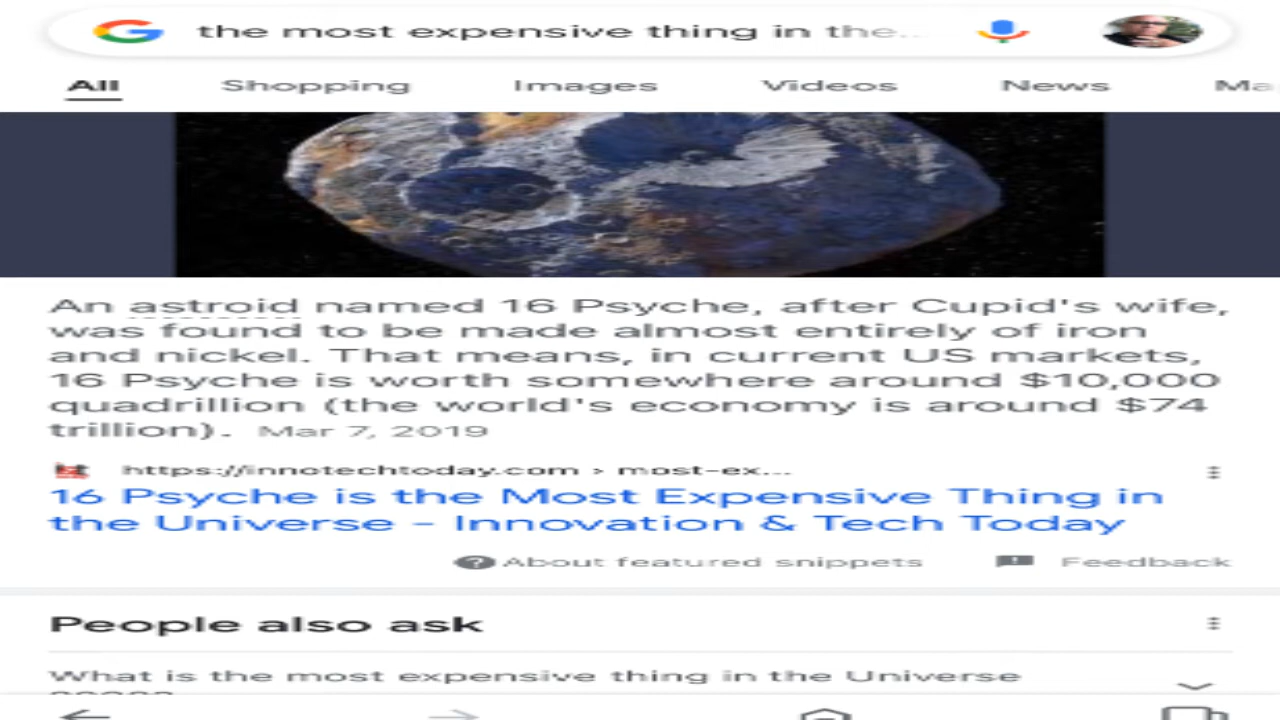 the most expensive thing in the...
All Shopping Images Videos News Ma
An astroid named 16 Psyche, after Cupid's wife,
was found to be made almost entirely of iron
and nickel. That means, in current US markets,
16 Psyche is worth somewhere around $10,000
quadrillion (the world's economy is around $74
trillion). Mar 7, 2019
https://innotechtoday.com › most-ex...
16 Psyche is the Most Expensive Thing in
the Universe - Innovation & Tech Today
About featured snippets Feedback
People also ask
What is the most expensive thing in the Universe